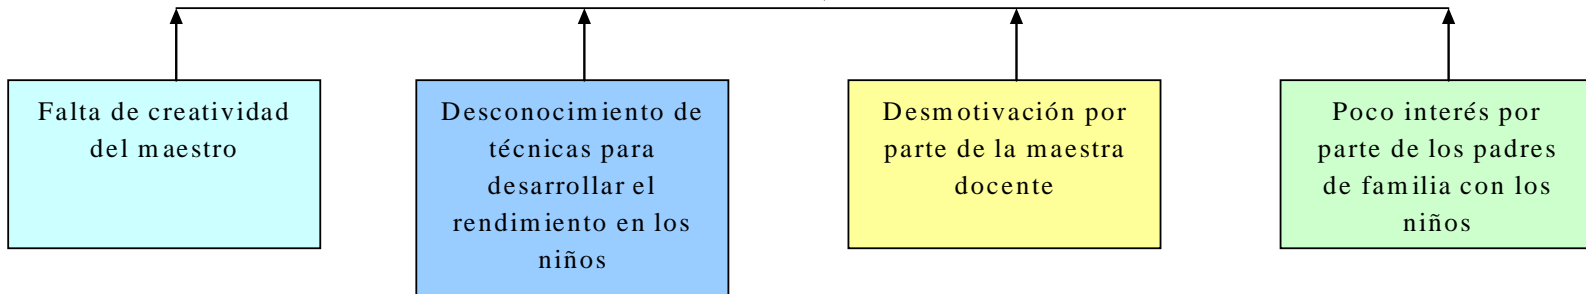 Falta de creatividad
del maestro
Desconocimiento de
técnicas para
desarrollar el
rendimiento en los
niños
Desmotivación por
parte de la maestra
docente
Poco interés por
parte de los padres
de familia con los
niños